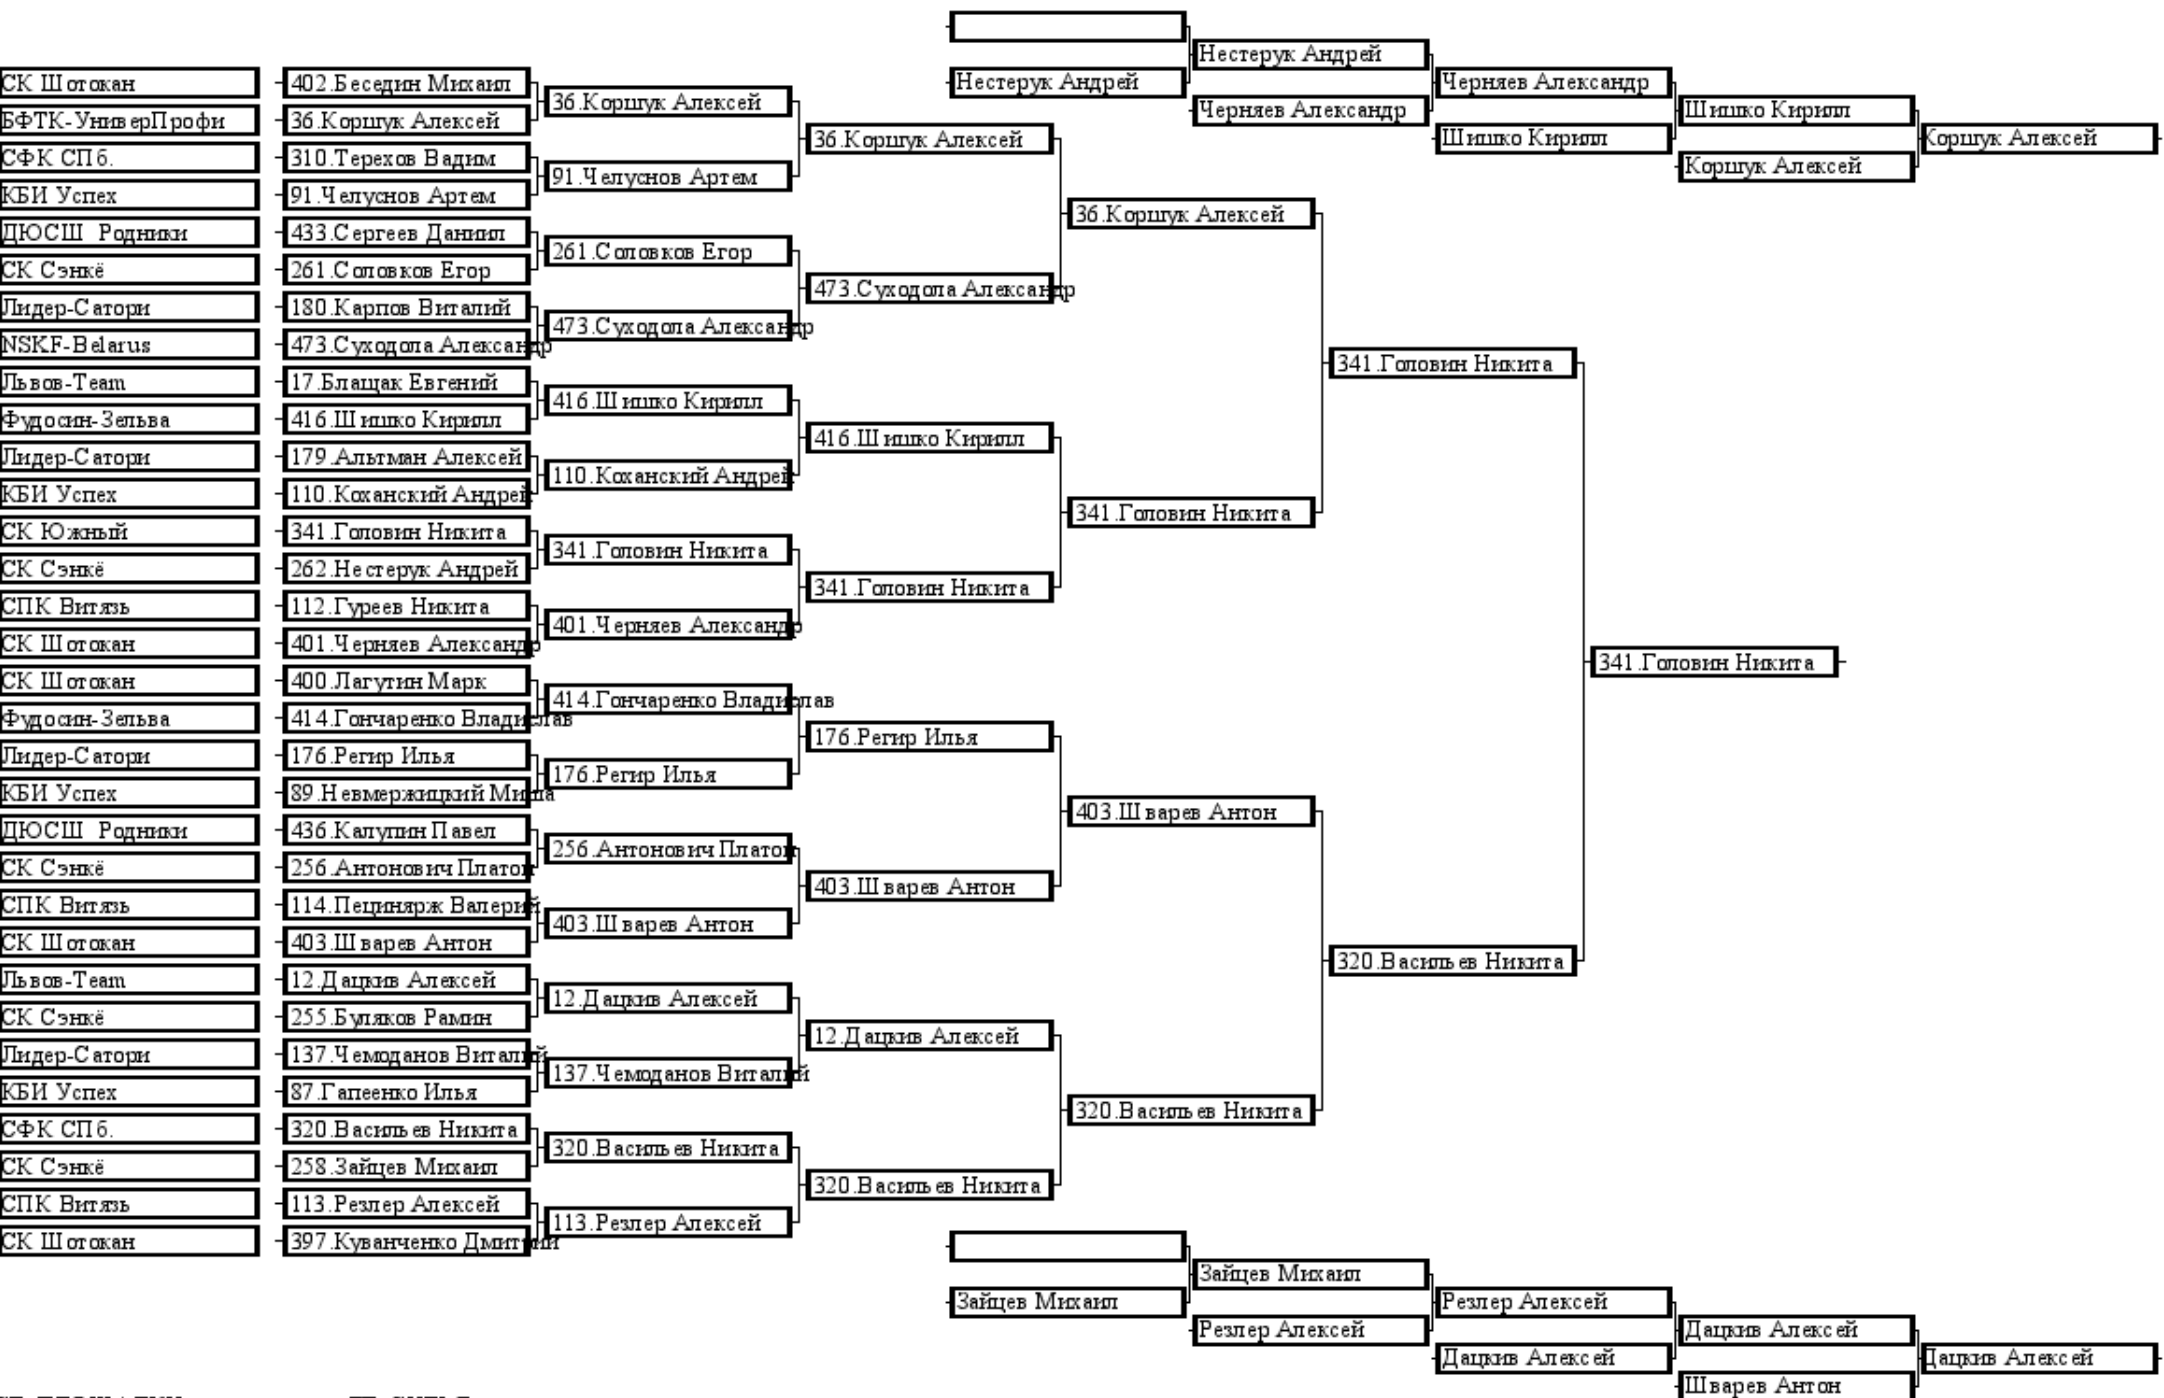 Нестерук Андрей
Нестерук Андрей
Черняев Александр
Черняев Александр
Шишко Кирилл
Шишко Кирилл
Коршук Алексей
Коршук Алексей
СК Шотокан 402.Беседин Михаил
36.Коршук Алексей
БФТК-УниверПрофи 36.Коршук Алексей
36.Коршук Алексей
СФК СПб. 310.Терехов Вадим
91.Челуснов Артем
КБИ Успех 91.Челуснов Артем
36.Коршук Алексей
ДЮСШ Родники 433.Сергеев Даниил
261.Соловков Егор
СК Сэнкё 261.Соловков Егор
473.Суходола Александр
Лидер-Сатори 180.Карпов Виталий
473.Суходола Александр
NSKF-Belarus 473.Суходола Александр
341.Головин Никита
Львов-Team 17.Блащак Евгений
416.Шишко Кирилл
Фудосин-Зельва 416.Шишко Кирилл
416.Шишко Кирилл
Лидер-Сатори 179.Альтман Алексей
110.Коханский Андрей
КБИ Успех 110.Коханский Андрей
341.Головин Никита
СК Южный 341.Головин Никита
341.Головин Никита
СК Сэнкё 262.Нестерук Андрей
341.Головин Никита
СПК Витязь 112.Гуреев Никита
401.Черняев Александр
СК Шотокан 401.Черняев Александр
341.Головин Никита
СК Шотокан 400.Лагутин Марк
414.Гончаренко Владислав
Фудосин-Зельва 414.Гончаренко Владислав
176.Регир Илья
Лидер-Сатори 176.Регир Илья
176.Регир Илья
КБИ Успех 89.Невмержицкий Миша
403.Шварев Антон
ДЮСШ Родники 436.Калупин Павел
256.Антонович Платон
СК Сэнкё 256.Антонович Платон
403.Шварев Антон
СПК Витязь 114.Пецинярж Валерий
403.Шварев Антон
СК Шотокан 403.Шварев Антон
320.Васильев Никита
Львов-Team 12.Дацкив Алексей
12.Дацкив Алексей
СК Сэнкё 255.Буляков Рамин
12.Дацкив Алексей
Лидер-Сатори 137.Чемоданов Виталий
137.Чемоданов Виталий
КБИ Успех 87.Гапеенко Илья
320.Васильев Никита
СФК СПб. 320.Васильев Никита
320.Васильев Никита
СК Сэнкё 258.Зайцев Михаил
320.Васильев Никита
СПК Витязь 113.Резлер Алексей
113.Резлер Алексей
СК Шотокан 397.Куванченко Дмитрий
Зайцев Михаил
Зайцев Михаил
Резлер Алексей
Резлер Алексей
Дацкив Алексей
Дацкив Алексей
Дацкив Алексей
Шварев Антон